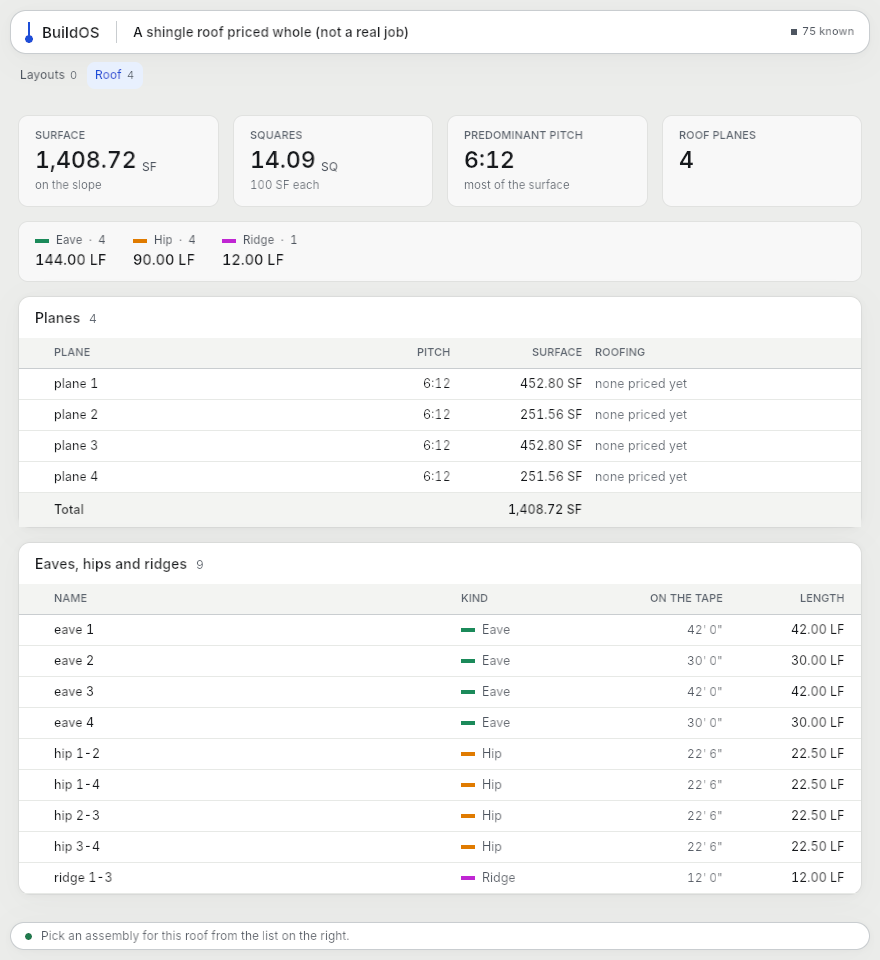 BuildOS A shingle roof priced whole (not a real job) 75 known
Layouts 0 Roof 4
SURFACE SQUARES PREDOMINANT PITCH ROOF PLANES
1,408.72 SF 14.09 SQ 6:12 4
on the slope 100 SF each most of the surface
Eave · 4 Hip · 4 Ridge · 1
144.00 LF 90.00 LF 12.00 LF
Planes 4
PLANE PITCH SURFACE ROOFING
plane 1 6:12 452.80 SF none priced yet
plane 2 6:12 251.56 SF none priced yet
plane 3 6:12 452.80 SF none priced yet
plane 4 6:12 251.56 SF none priced yet
Total 1,408.72 SF
Eaves, hips and ridges 9
NAME KIND ON THE TAPE LENGTH
eave 1 Eave 42' 0" 42.00 LF
eave 2 Eave 30' 0" 30.00 LF
eave 3 Eave 42' 0" 42.00 LF
eave 4 Eave 30' 0" 30.00 LF
hip 1-2 Hip 22' 6" 22.50 LF
hip 1-4 Hip 22' 6" 22.50 LF
hip 2-3 Hip 22' 6" 22.50 LF
hip 3-4 Hip 22' 6" 22.50 LF
ridge 1-3 Ridge 12' 0" 12.00 LF
Pick an assembly for this roof from the list on the right.